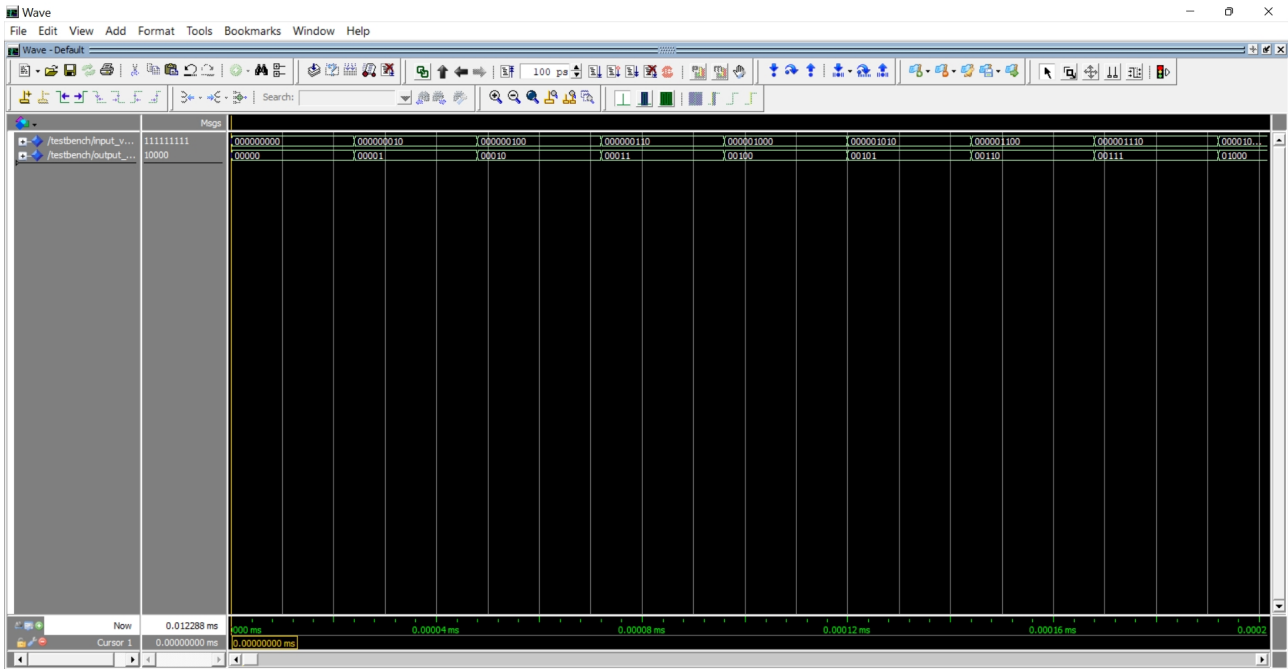 Wave
File Edit View Add Format Tools Bookmarks Window Help
Wave - Default
100 ps
Search:
Msgs
/testbench/input_v... 111111111 000000000 000000010 000000100 000000110 000001000 000001010 000001100 000001110 000010...
/testbench/output_... 10000 00000 00001 00010 00011 00100 00101 00110 00111 01000
Now 0.012288 ms 000 ms 0.00004 ms 0.00008 ms 0.00012 ms 0.00016 ms 0.0002
Cursor 1 0.00000000 ms 0.00000000 ms